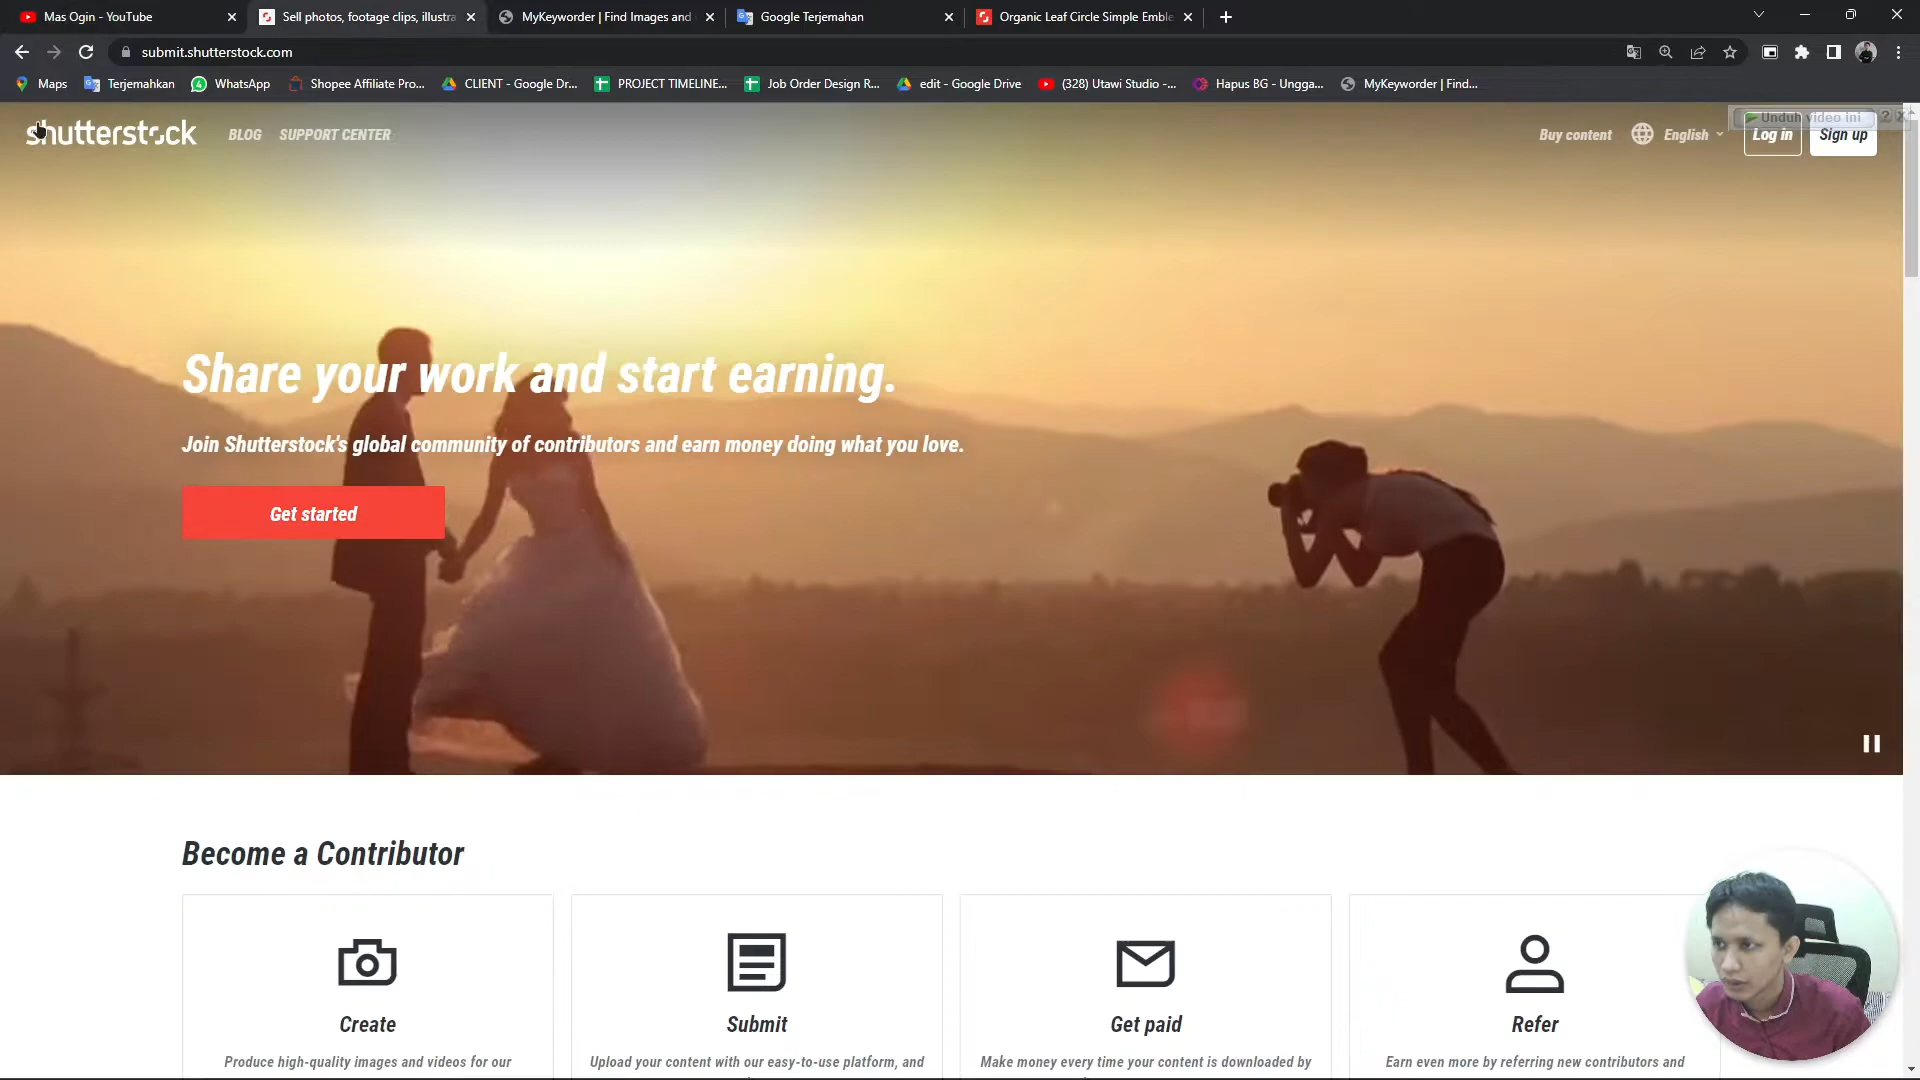 Mas Ogin - YouTube
Sell photos, footage clips, illustra
MyKeyworder | Find Images and
Google Terjemahan
Organic Leaf Circle Simple Emble
submit.shutterstock.com
Maps
Terjemahkan
WhatsApp
Shopee Affiliate Pro...
CLIENT - Google Dr...
PROJECT TIMELINE...
Job Order Design R...
edit - Google Drive
(328) Utawi Studio -...
Hapus BG - Ungga...
MyKeyworder | Find...
shutterstock
BLOG
SUPPORT CENTER
Buy content
English
Unduh video ini
?
Log in
Sign up
Share your work and start earning.
Join Shutterstock's global community of contributors and earn money doing what you love.
Get started
Become a Contributor
Create
Submit
Get paid
Refer
Produce high-quality images and videos for our
Upload your content with our easy-to-use platform, and
Make money every time your content is downloaded by
Earn even more by referring new contributors and